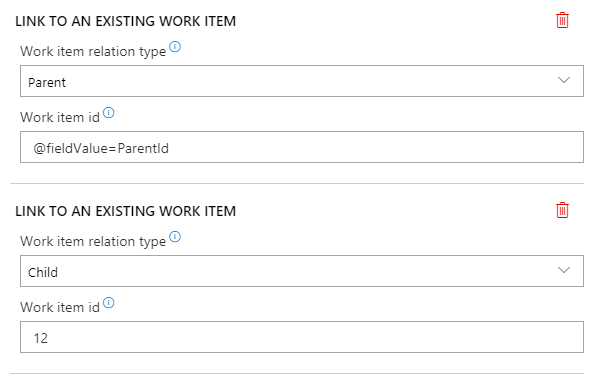 LINK TO AN EXISTING WORK ITEM
Work item relation type
Parent
Work item id
@fieldValue=ParentId
LINK TO AN EXISTING WORK ITEM
Work item relation type
Child
Work item id
12